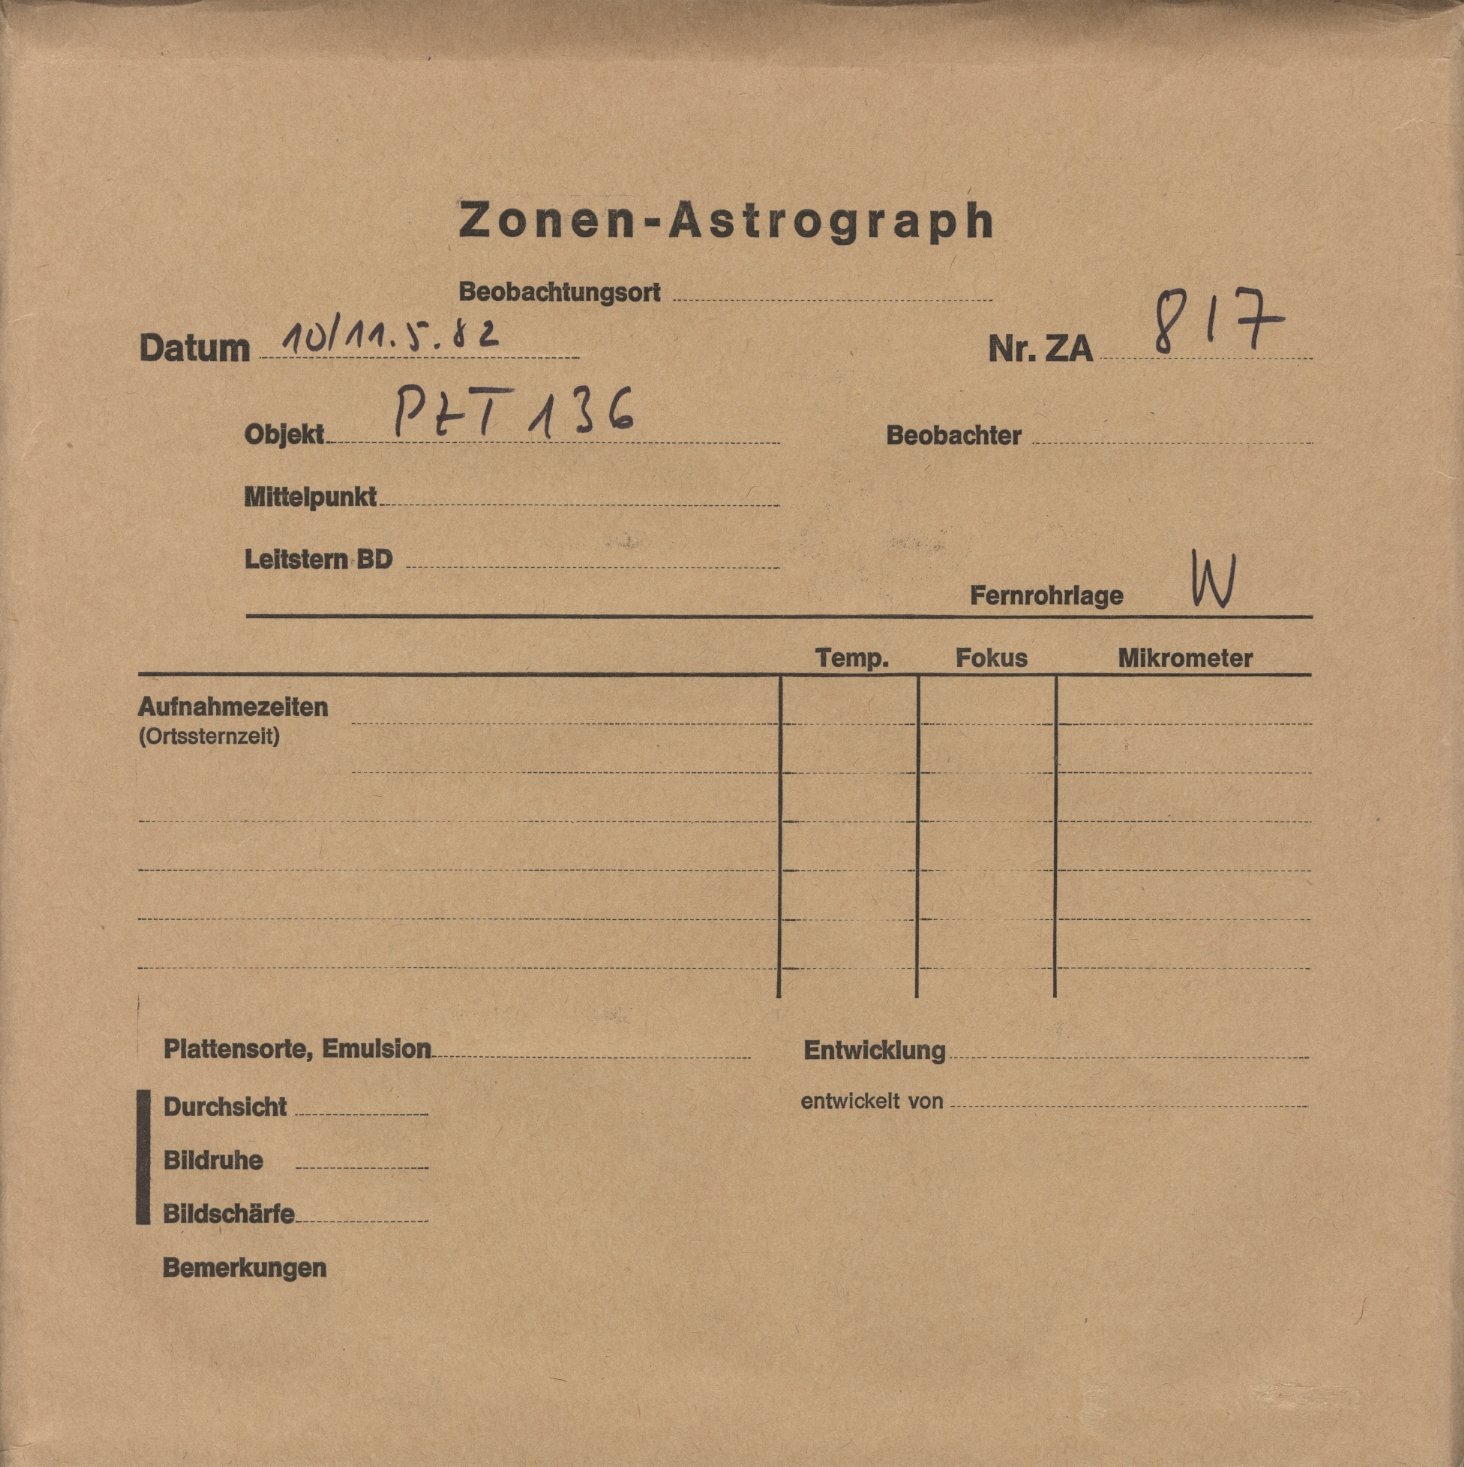 Zonen-Astrograph
Beobachtungsort
Datum 10/11.5.82
Nr. ZA 817
Objekt PZT 136
Beobachter
Mittelpunkt
Leitstern BD
Fernrohrlage W
Temp. Fokus Mikrometer
Aufnahmezeiten
(Ortssternzeit)
Plattensorte, Emulsion
Entwicklung
Durchsicht
entwickelt von
Bildruhe
Bildschärfe
Bemerkungen